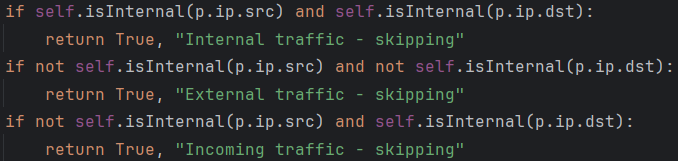 if self.isInternal(p.ip.src) and self.isInternal(p.ip.dst):
    return True, "Internal traffic - skipping"
if not self.isInternal(p.ip.src) and not self.isInternal(p.ip.dst):
    return True, "External traffic - skipping"
if not self.isInternal(p.ip.src) and self.isInternal(p.ip.dst):
    return True, "Incoming traffic - skipping"